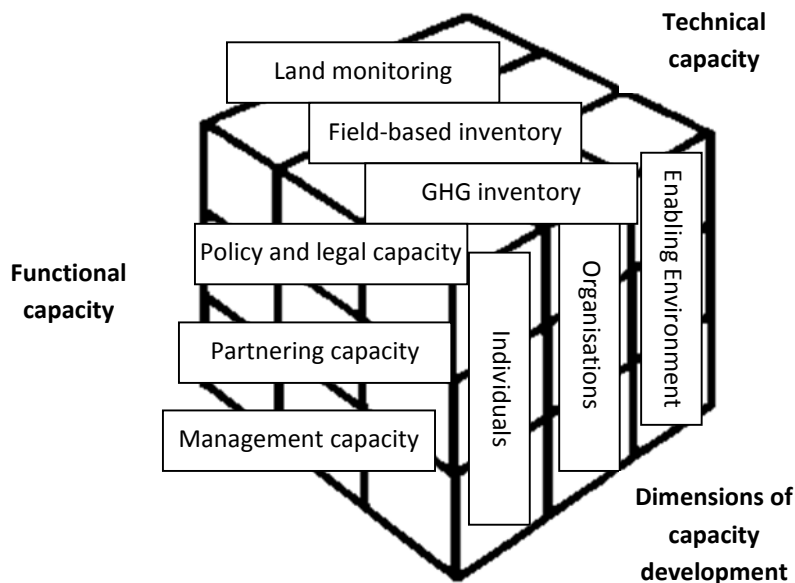 Technical
capacity
Land monitoring
Field-based inventory
GHG inventory
Enabling Environment
Policy and legal capacity
Organisations
Functional
capacity
Individuals
Partnering capacity
Management capacity
Dimensions of
capacity
development